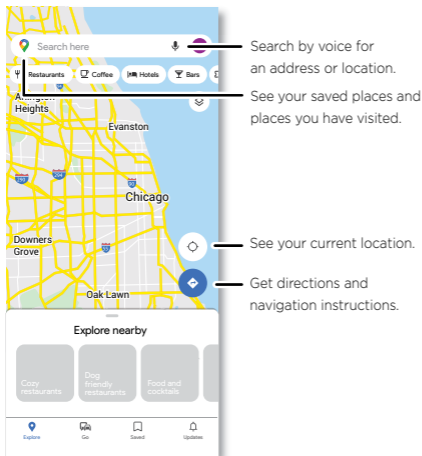 Search here
Restaurants Coffee Hotels Bars
Arlington
Heights
Evanston
Chicago
Downers
Grove
Oak Lawn
Explore nearby
Cozy
restaurants
Dog
friendly
restaurants
Food and
cocktails
Explore Go Saved Updates
Search by voice for
an address or location.
See your saved places and
places you have visited.
See your current location.
Get directions and
navigation instructions.